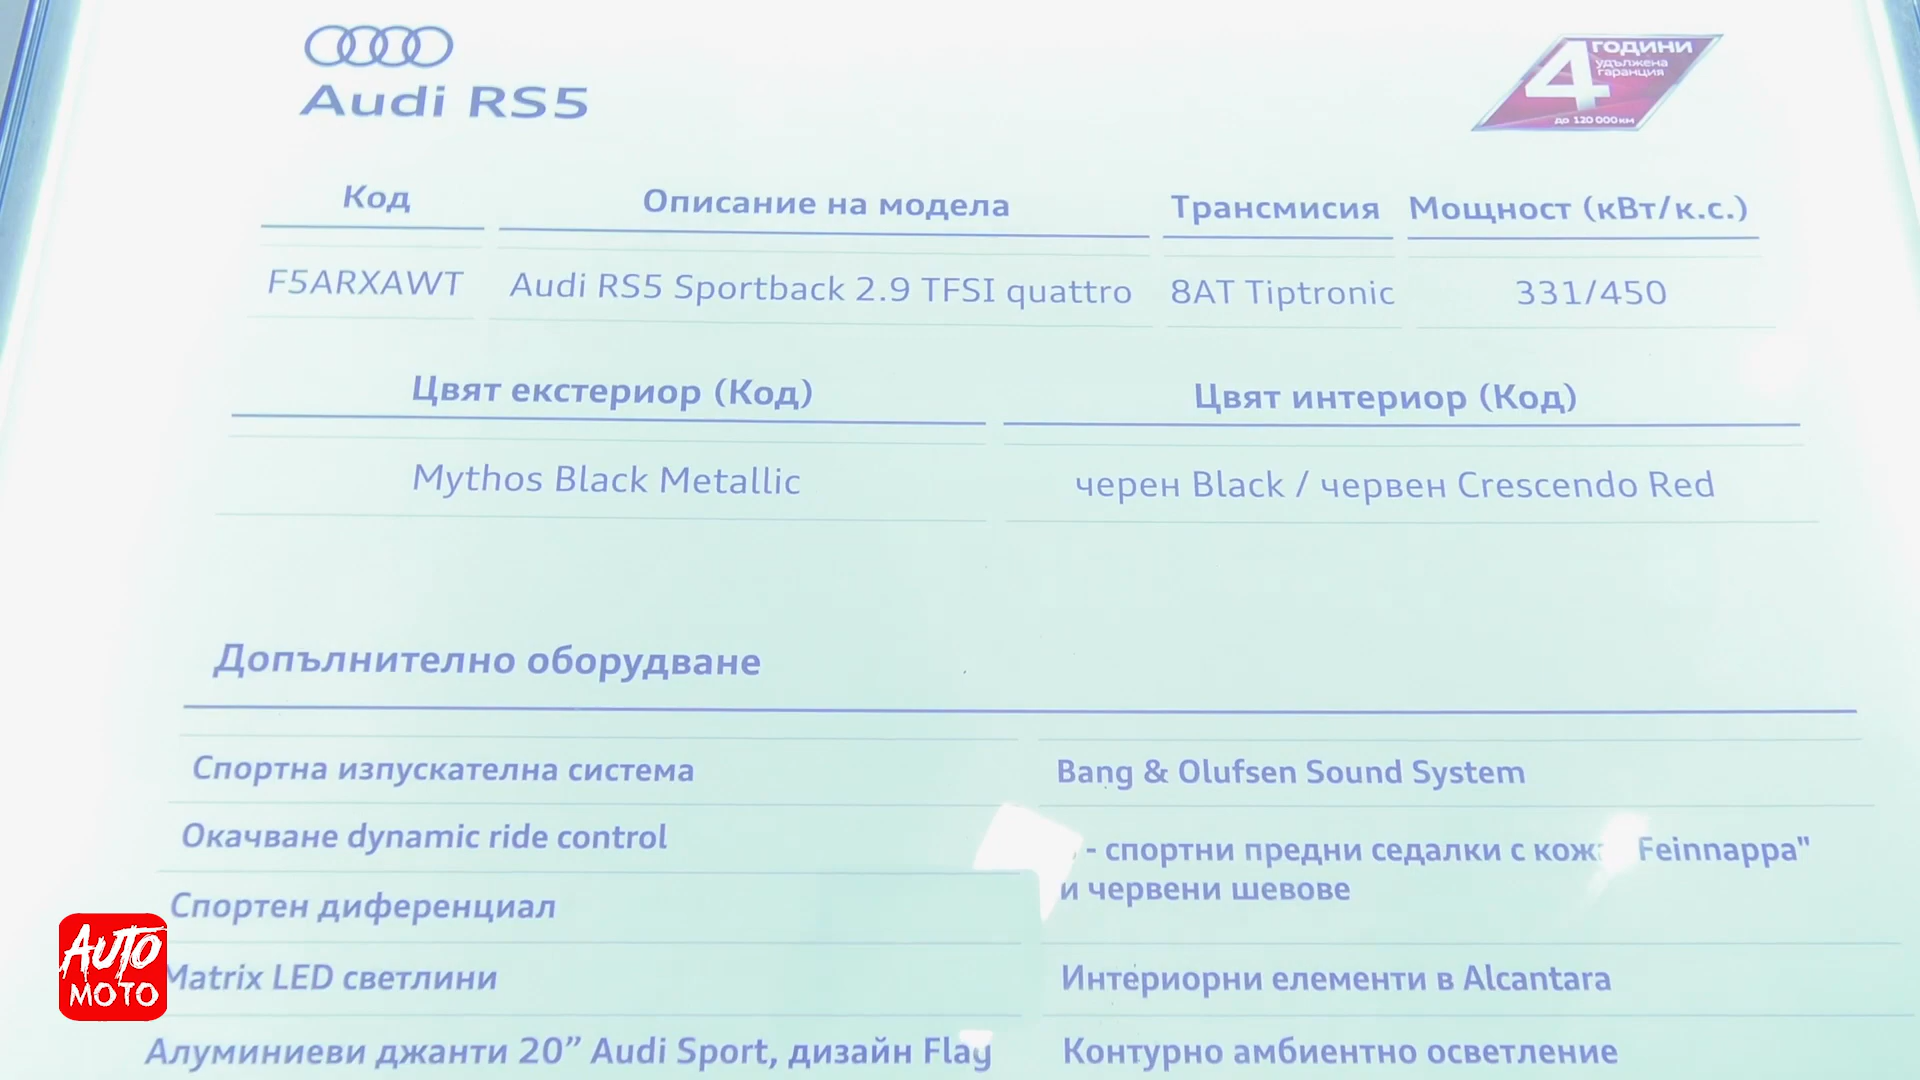 Audi RS5
4 ГОДИНИ
удължена
гаранция
до 120 000 км
Код Описание на модела Трансмисия Мощност (кВт/к.с.)
F5ARXAWT Audi RS5 Sportback 2.9 TFSI quattro 8AT Tiptronic 331/450
Цвят екстериор (Код) Цвят интериор (Код)
Mythos Black Metallic черен Black / червен Crescendo Red
Допълнително оборудване
Спортна изпускателна система Bang & Olufsen Sound System
Окачване dynamic ride control
- спортни предни седалки с Feinnappa"
и червени шевове
Спортен диференциал
Matrix LED светлини Интериорни елементи в Alcantara
Алуминиеви джанти 20” Audi Sport, дизайн Flag Контурно амбиентно осветление
AUTO
MOTO